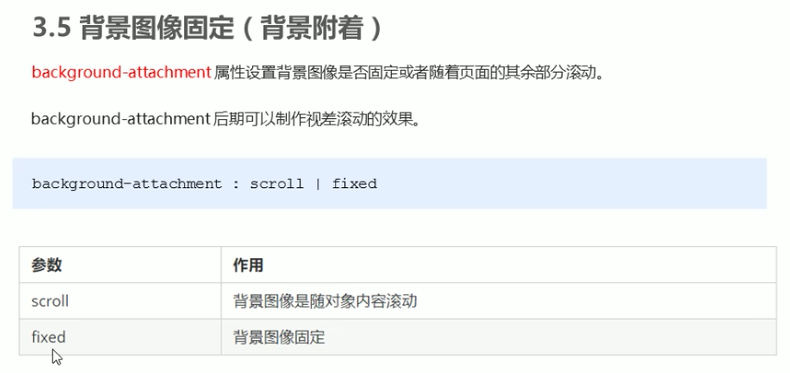 3.5 背景图像固定（背景附着）
background-attachment 属性设置背景图像是否固定或者随着页面的其余部分滚动。
background-attachment 后期可以制作视差滚动的效果。
background-attachment : scroll | fixed
参数 作用
scroll 背景图像是随对象内容滚动
fixed 背景图像固定